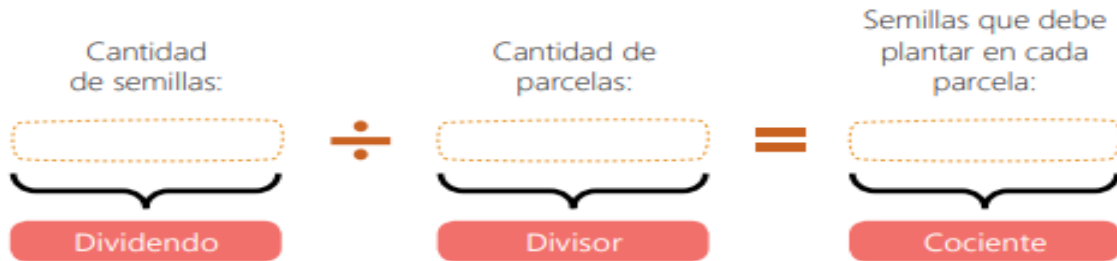 Cantidad
de semillas:
÷
Cantidad de
parcelas:
=
Semillas que debe
plantar en cada
parcela:
Dividendo
Divisor
Cociente